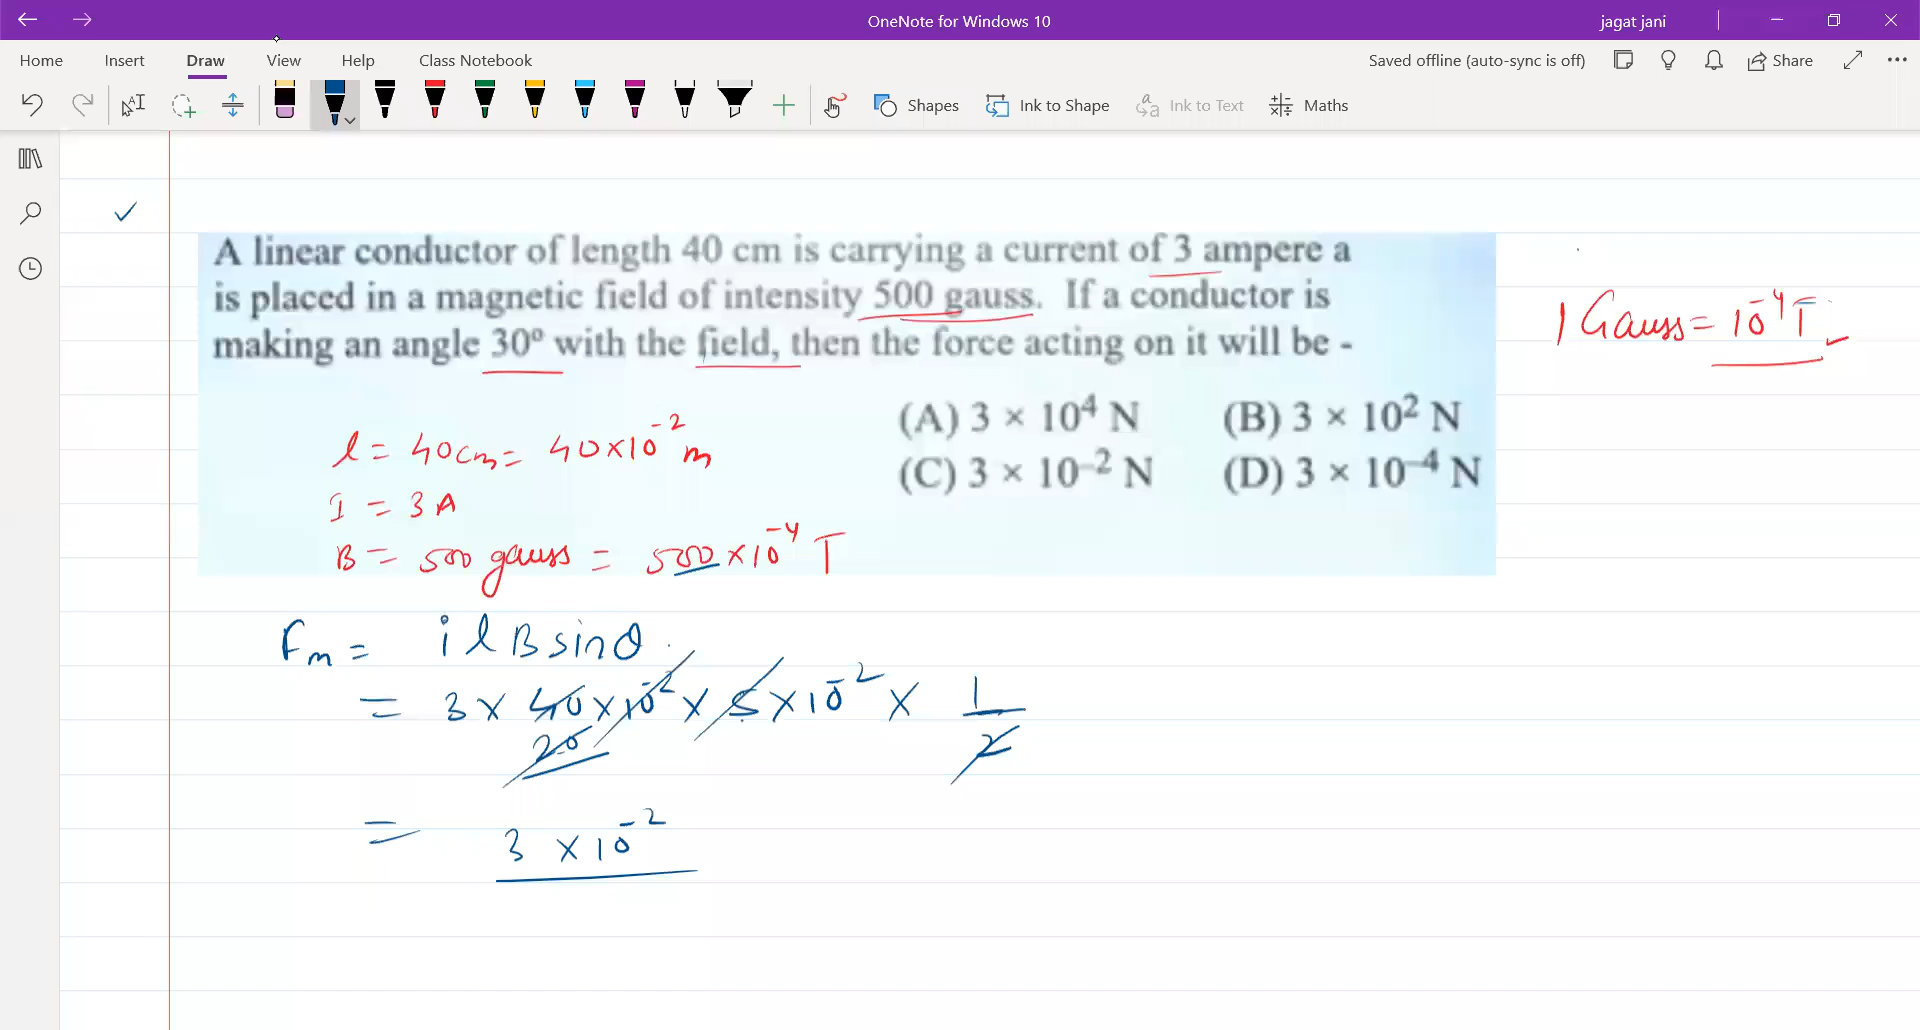 OneNote for Windows 10
jagat jani
Home Insert Draw View Help Class Notebook
Saved offline (auto-sync is off) Share
Shapes Ink to Shape Ink to Text Maths
A linear conductor of length 40 cm is carrying a current of 3 ampere a
is placed in a magnetic field of intensity 500 gauss. If a conductor is
making an angle 30º with the field, then the force acting on it will be -
1 Gauss = 10⁻⁴ T
(A) 3 × 10⁴ N (B) 3 × 10² N
(C) 3 × 10⁻² N (D) 3 × 10⁻⁴ N
l = 40cm = 40×10⁻² m
I = 3 A
B = 500 gauss = 500 ×10⁻⁴ T
Fm = i l B sinθ
= 3 × 40×10⁻² × 5 ×10⁻² × 1
20 2
= 3 ×10⁻²